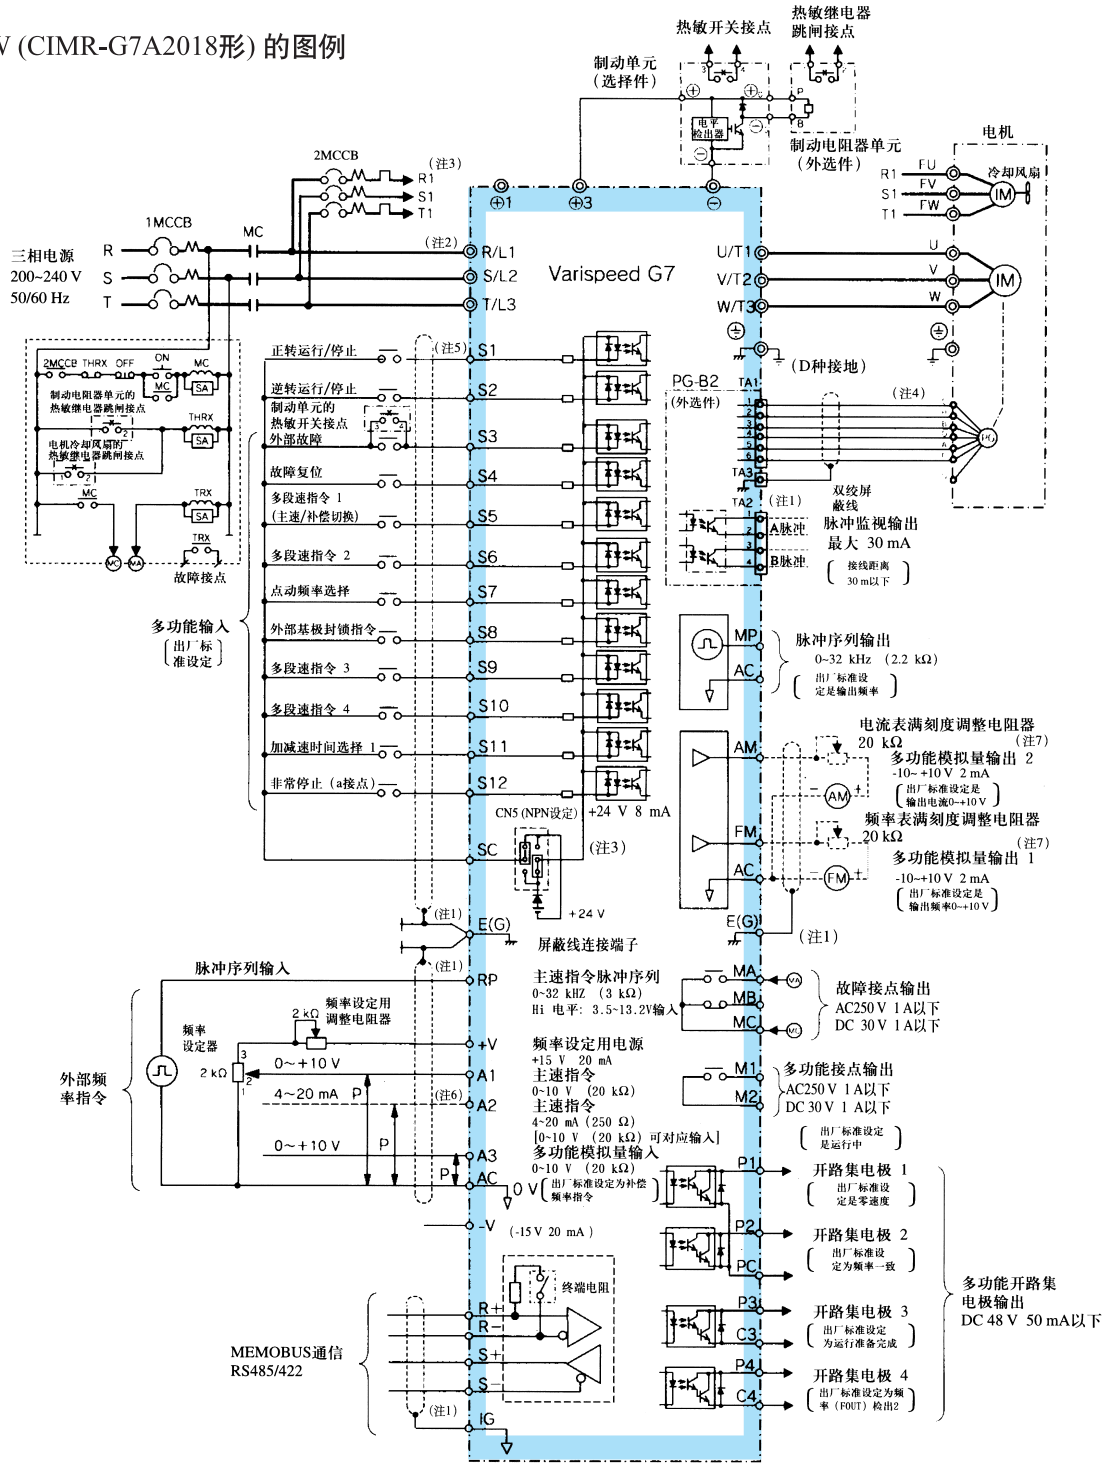 V (CIMR-G7A2018形) 的图例
热敏开关接点
热敏继电器
跳闸接点
制动单元
（选择件）
3
4
1
2
P
B
电平
检出器
制动电阻器单元
（外选件）
电机
冷却风扇
R1
FU
S1
FV
T1
FW
IM
2MCCB
(注3)
R1
S1
T1
⊕1
⊕3
⊖
1MCCB
MC
(注2)
三相电源
200~240 V
50/60 Hz
R
S
T
R/L1
S/L2
T/L3
Varispeed G7
U/T1
V/T2
W/T3
U
V
W
IM
(D种接地)
2MCCB THRX OFF
ON
MC
MC
SA
制动电阻器单元的
热敏继电器跳闸接点
1
2
THRX
SA
电机冷却风扇的
热敏继电器跳闸接点
1
2
MC
TRX
SA
TRX
MC
MA
故障接点
多功能输入
出厂标
准设定
正转运行/停止
(注5)
S1
逆转运行/停止
S2
制动单元的
热敏开关接点
3
4
外部故障
S3
故障复位
S4
多段速指令 1
(主速/补偿切换)
S5
多段速指令 2
S6
点动频率选择
S7
外部基极封锁指令
S8
多段速指令 3
S9
多段速指令 4
S10
加减速时间选择 1
S11
非常停止（a接点）
S12
CN5 (NPN设定)
+24 V 8 mA
SC
(注3)
+24 V
(注1)
E(G)
屏蔽线连接端子
PG-B2
(外选件)
TA1
1
2
3
4
5
6
(注4)
PG
TA3
TA2
(注1)
双绞屏
蔽线
1
2
3
4
A脉冲
B脉冲
脉冲监视输出
最大 30 mA
接线距离
30 m以下
MP
AC
脉冲序列输出
0~32 kHz (2.2 kΩ)
出厂标准设
定是输出频率
电流表满刻度调整电阻器
20 kΩ
(注7)
AM
多功能模拟量输出 2
-10~ +10 V 2 mA
出厂标准设定是
输出电流0~+10 V
−
AM
+
频率表满刻度调整电阻器
20 kΩ
(注7)
FM
多功能模拟量输出 1
-10~+10 V 2 mA
出厂标准设定是
输出频率0~+10 V
AC
−
FM
+
E(G)
(注1)
脉冲序列输入
(注1)
RP
主速指令脉冲序列
0~32 kHZ (3 kΩ)
Hi 电平: 3.5~13.2V输入
频率设定用
调整电阻器
2 kΩ
频率
设定器
2 kΩ
3
2
1
外部频
率指令
+V
频率设定用电源
+15 V 20 mA
0~+10 V
A1
主速指令
0~10 V (20 kΩ)
4~20 mA
P
(注6)
A2
主速指令
4~20 mA (250 Ω)
[0~10 V (20 kΩ) 可对应输入]
0~+10 V
P
A3
多功能模拟量输入
0~10 V (20 kΩ)
P
AC
0 V
出厂标准设定为补偿
频率指令
-V
(-15 V 20 mA)
MA
MB
MC
MA
MC
故障接点输出
AC250 V 1 A以下
DC 30 V 1 A以下
M1
M2
多功能接点输出
AC250 V 1 A以下
DC 30 V 1 A以下
出厂标准设定
是运行中
P1
开路集电极 1
出厂标准设
定是零速度
P2
开路集电极 2
出厂标准设
定为频率一致
PC
P3
开路集电极 3
出厂标准设定
为运行准备完成
C3
P4
开路集电极 4
出厂标准设定为频
率（FOUT）检出2
C4
多功能开路集
电极输出
DC 48 V 50 mA以下
终端电阻
R+
R−
S+
S−
MEMOBUS通信
RS485/422
(注1)
IG